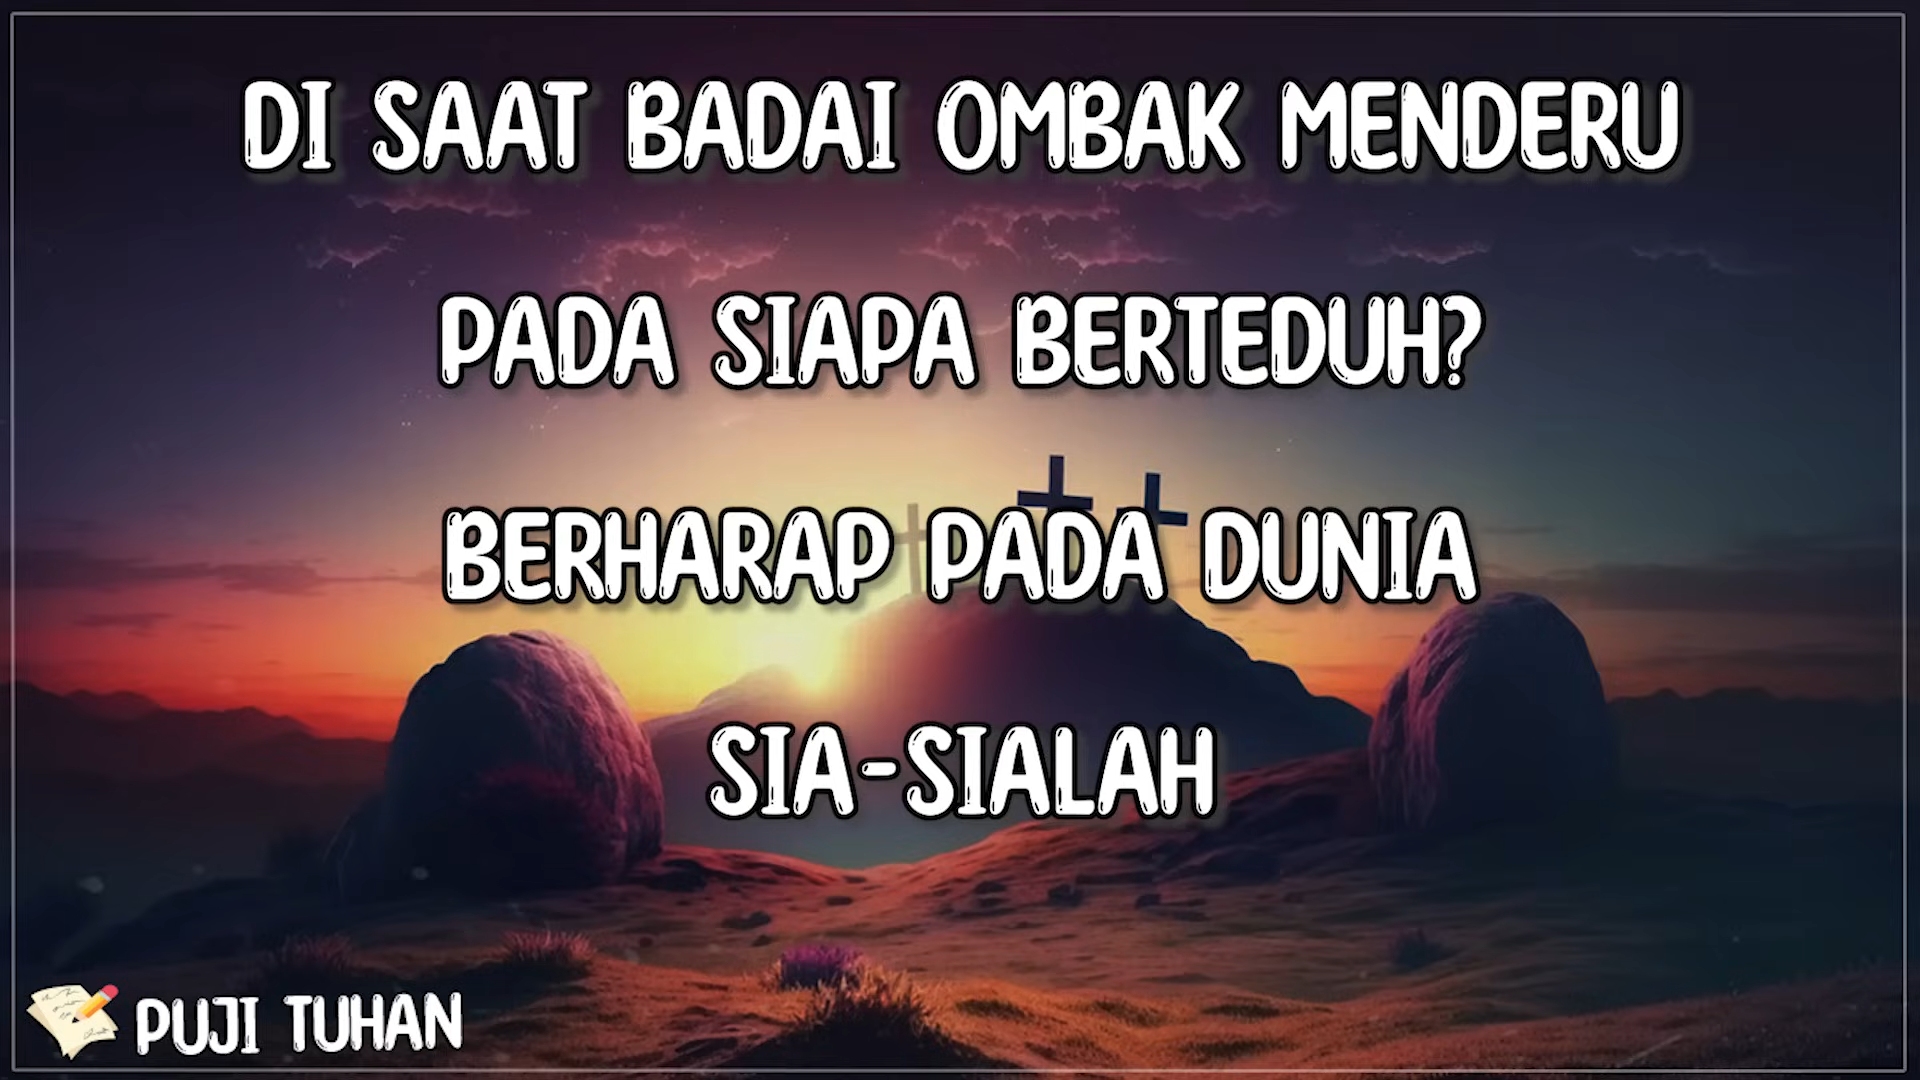 DI SAAT BADAI OMBAK MENDERU
PADA SIAPA BERTEDUH?
BERHARAP PADA DUNIA
SIA-SIALAH
PUJI TUHAN